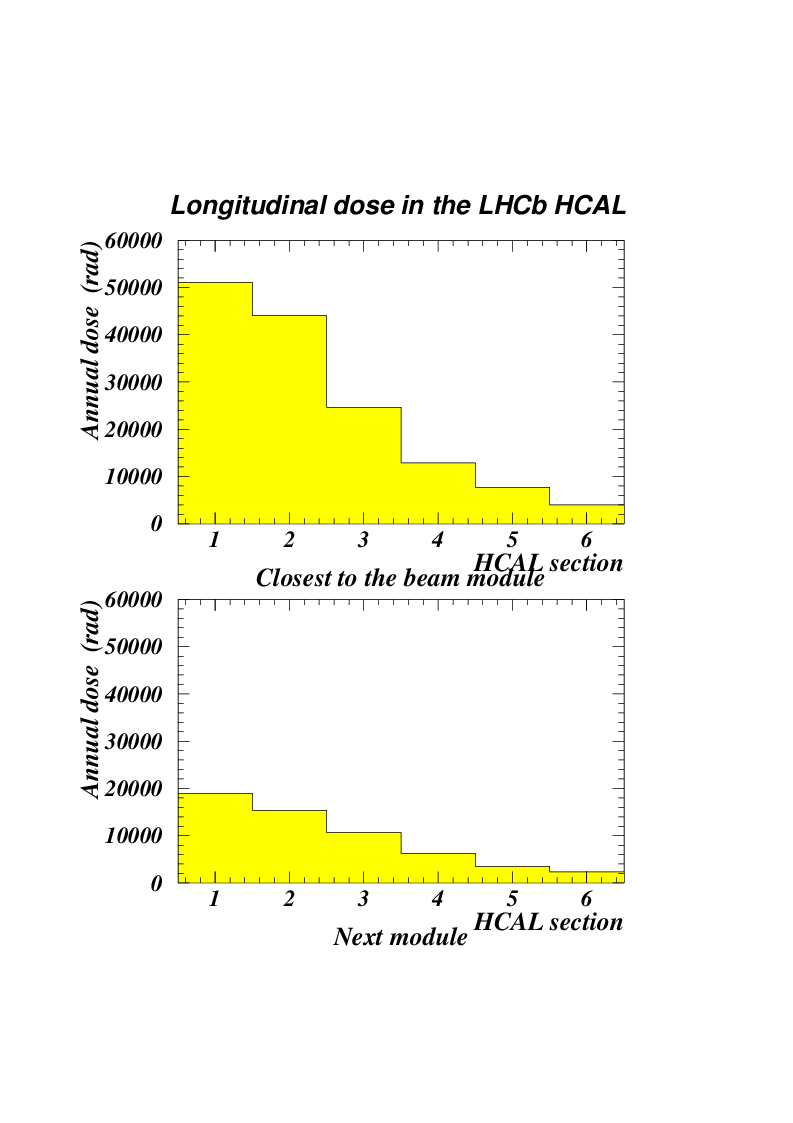 Longitudinal dose in the LHCb HCAL
Annual dose (rad)
60000
50000
40000
30000
20000
10000
0
1 2 3 4 5 6
HCAL section
Closest to the beam module
Annual dose (rad)
60000
50000
40000
30000
20000
10000
0
1 2 3 4 5 6
HCAL section
Next module